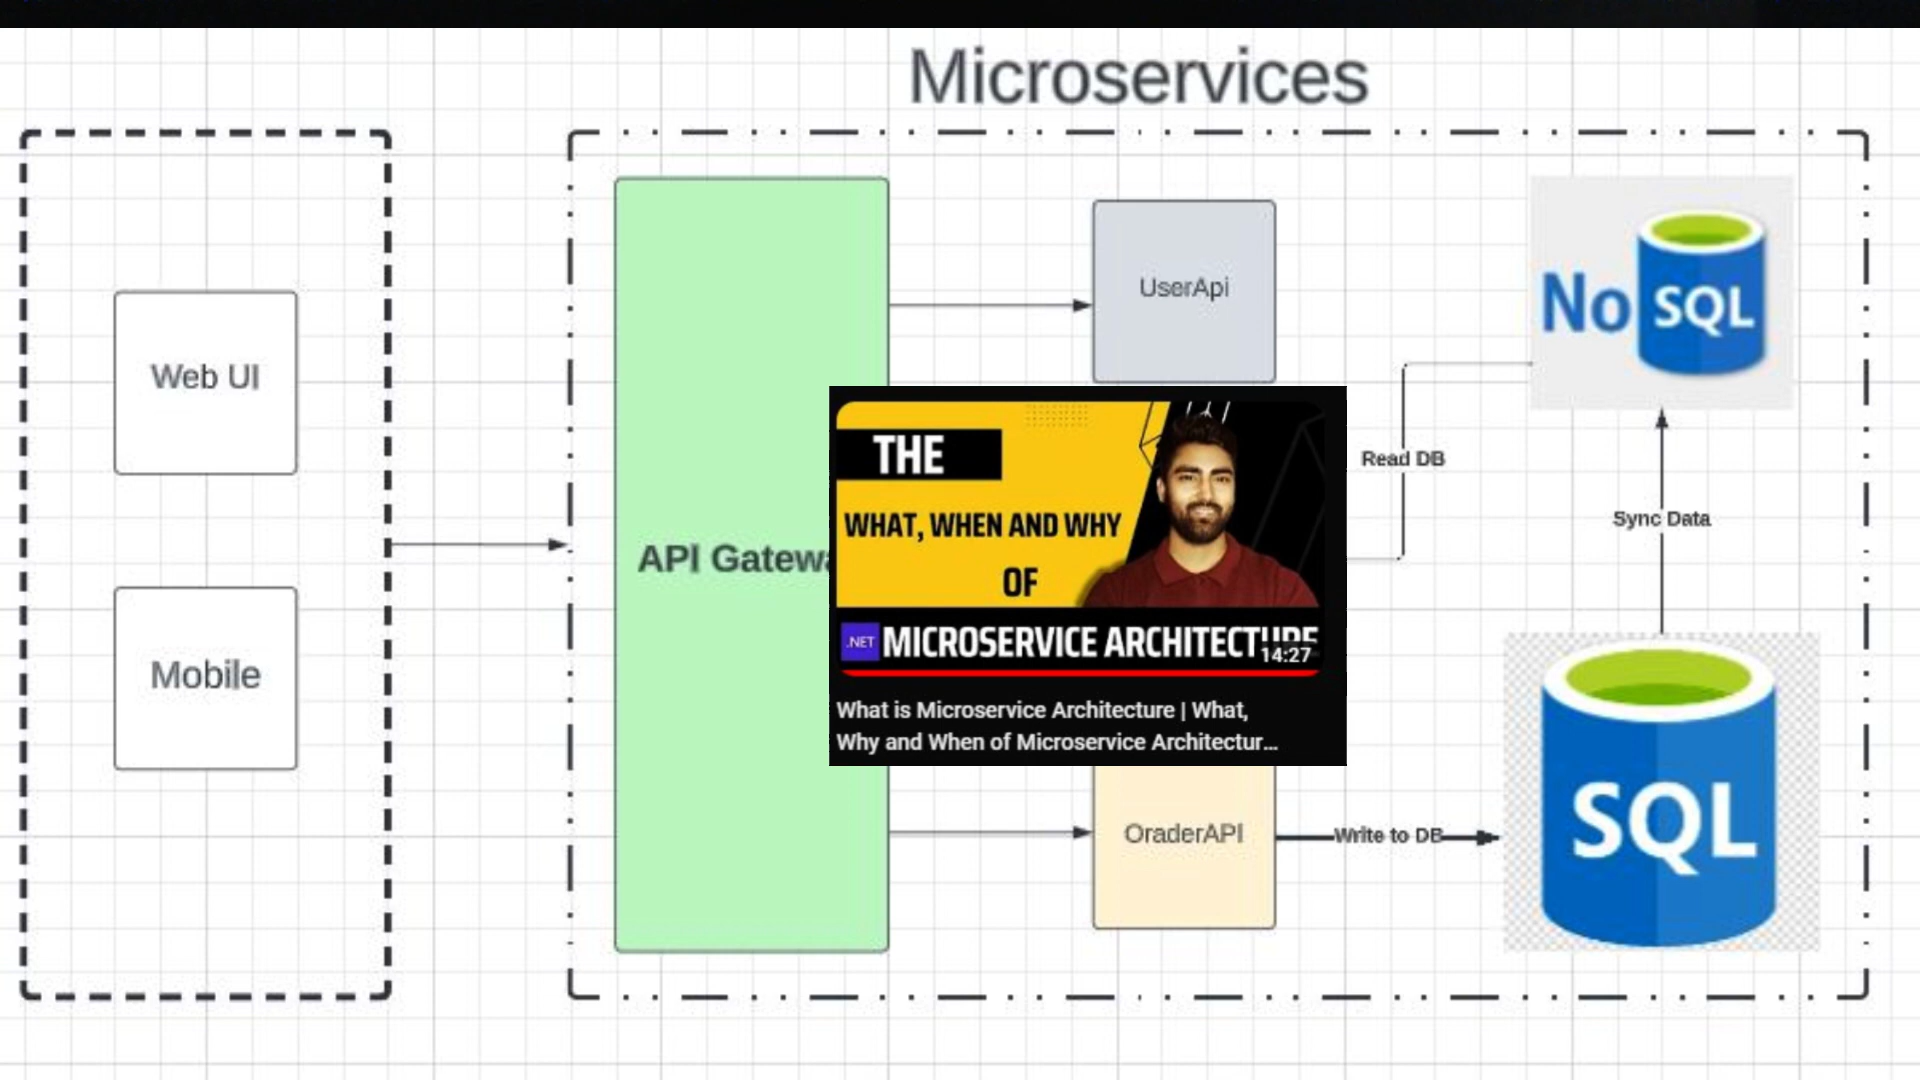 Microservices
Web UI
Mobile
API Gatewa
UserApi
OraderAPI
Read DB
Sync Data
Write to DB
No SQL
SQL
THE
WHAT, WHEN AND WHY
OF
.NET MICROSERVICE ARCHITECTURE
14:27
What is Microservice Architecture | What,
Why and When of Microservice Architectur...